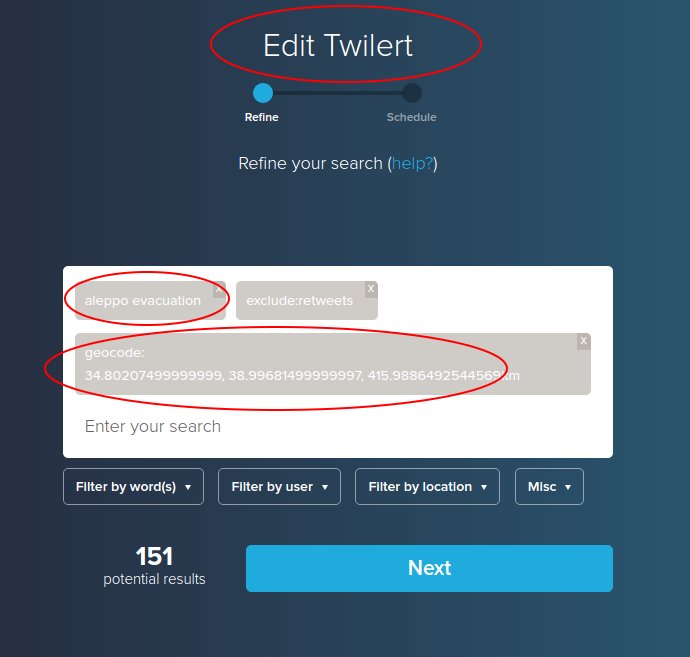 Edit Twilert
Refine
Schedule
Refine your search (help?)
aleppo evacuation
x
exclude:retweets
x
geocode:
x
34.80207499999999, 38.99681499999997, 415.9886492544569km
Enter your search
Filter by word(s)
Filter by user
Filter by location
Misc
151
potential results
Next